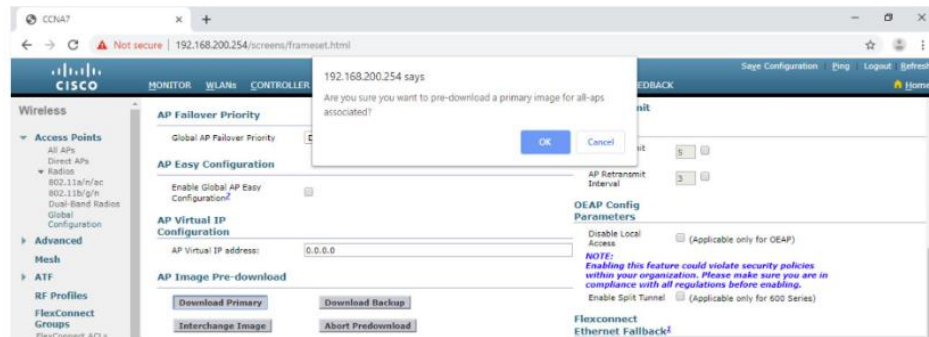 CCNA7
Not secure | 192.168.200.254/screens/frameset.html
CISCO
MONITOR WLANs CONTROLLER
EEDBACK
Save Configuration Ping Logout Refresh
Home
192.168.200.254 says
Are you sure you want to pre-download a primary image for all-aps
associated?
OK Cancel
Wireless
Access Points
All APs
Direct APs
Radios
802.11a/n/ac
802.11b/g/n
Dual-Band Radios
Global
Configuration
Advanced
Mesh
ATF
RF Profiles
FlexConnect
Groups
FlexConnect ACLs
AP Failover Priority
Global AP Failover Priority
AP Easy Configuration
Enable Global AP Easy
Configuration2
AP Virtual IP
Configuration
AP Virtual IP address: 0.0.0.0
AP Image Pre-download
Download Primary Download Backup
Interchange Image Abort Predownload
5
AP Retransmit
Interval
3
OEAP Config
Parameters
Disable Local
Access
(Applicable only for OEAP)
NOTE:
Enabling this feature could violate security policies
within your organization. Please make sure you are in
compliance with all regulations before enabling.
Enable Split Tunnel (Applicable only for 600 Series)
Flexconnect
Ethernet Fallback1